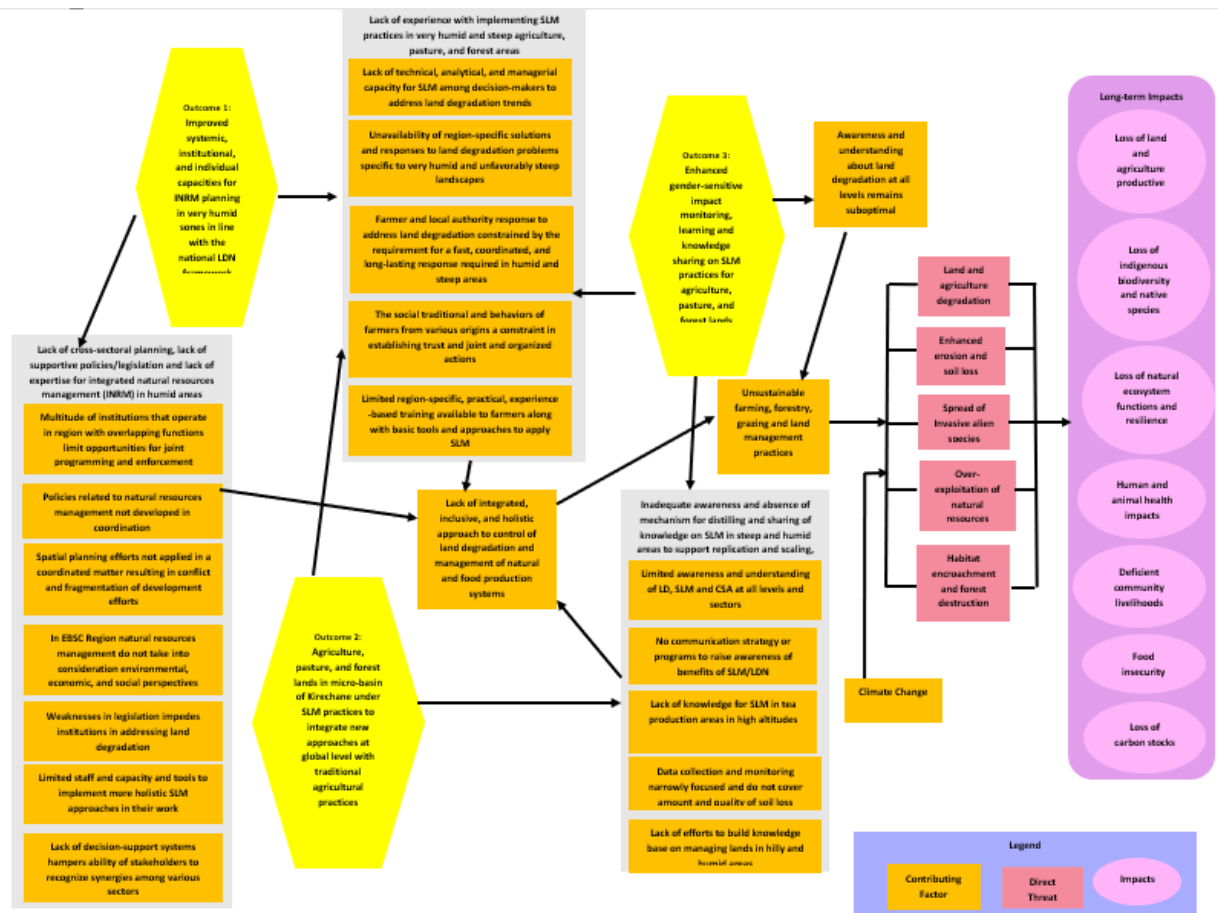 Lack of experience with implementing SLM
practices in very humid and steep agriculture,
pasture, and forest areas
Lack of technical, analytical, and managerial
capacity for SLM among decision-makers to
address land degradation trends
Unavailability of region-specific solutions
and responses to land degradation problems
specific to very humid and unfavorably steep
landscapes
Farmer and local authority response to
address land degradation constrained by the
requirement for a fast, coordinated, and
long-lasting response required in humid and
steep areas
The social traditional and behaviors of
farmers from various origins a constraint in
establishing trust and joint and organized
actions
Limited region-specific, practical, experience
-based training available to farmers along
with basic tools and approaches to apply
SLM
Outcome 1:
Improved
systemic,
institutional,
and individual
capacities for
INRM planning
in very humid
sones in line
with the
national LDN
framework
Lack of cross-sectoral planning, lack of
supportive policies/legislation and lack of
expertise for integrated natural resources
management (INRM) in humid areas
Multitude of institutions that operate
in region with overlapping functions
limit opportunities for joint
programming and enforcement
Policies related to natural resources
management not developed in
coordination
Spatial planning efforts not applied in a
coordinated matter resulting in conflict
and fragmentation of development
efforts
In EBSC Region natural resources
management do not take into
consideration environmental,
economic, and social perspectives
Weaknesses in legislation impedes
institutions in addressing land
degradation
Limited staff and capacity and tools to
implement more holistic SLM
approaches in their work
Lack of decision-support systems
hampers ability of stakeholders to
recognize synergies among various
sectors
Outcome 2:
Agriculture,
pasture, and forest
lands in micro-basin
of Kirechane under
SLM practices to
integrate new
approaches at
global level with
traditional
agricultural
practices
Lack of integrated,
inclusive, and holistic
approach to control of
land degradation and
management of natural
and food production
systems
Outcome 3:
Enhanced
gender-sensitive
impact
monitoring,
learning and
knowledge
sharing on SLM
practices for
agriculture,
pasture, and
forest lands
Awareness and
understanding
about land
degradation at all
levels remains
suboptimal
Unsustainable
farming, forestry,
grazing and land
management
practices
Inadequate awareness and absence of
mechanism for distilling and sharing of
knowledge on SLM in steep and humid
areas to support replication and scaling,
Limited awareness and understanding
of LD, SLM and CSA at all levels and
sectors
No communication strategy or
programs to raise awareness of
benefits of SLM/LDN
Lack of knowledge for SLM in tea
production areas in high altitudes
Data collection and monitoring
narrowly focused and do not cover
amount and quality of soil loss
Lack of efforts to build knowledge
base on managing lands in hilly and
humid areas
Climate Change
Land and
agriculture
degradation
Enhanced
erosion and
soil loss
Spread of
Invasive alien
species
Over-
exploitation of
natural
resources
Habitat
encroachment
and forest
destruction
Long-term Impacts
Loss of land
and
agriculture
productive
Loss of
indigenous
biodiversity
and native
species
Loss of natural
ecosystem
functions and
resilience
Human and
animal health
impacts
Deficient
community
livelihoods
Food
insecurity
Loss of
carbon stocks
Legend
Contributing
Factor
Direct
Threat
Impacts